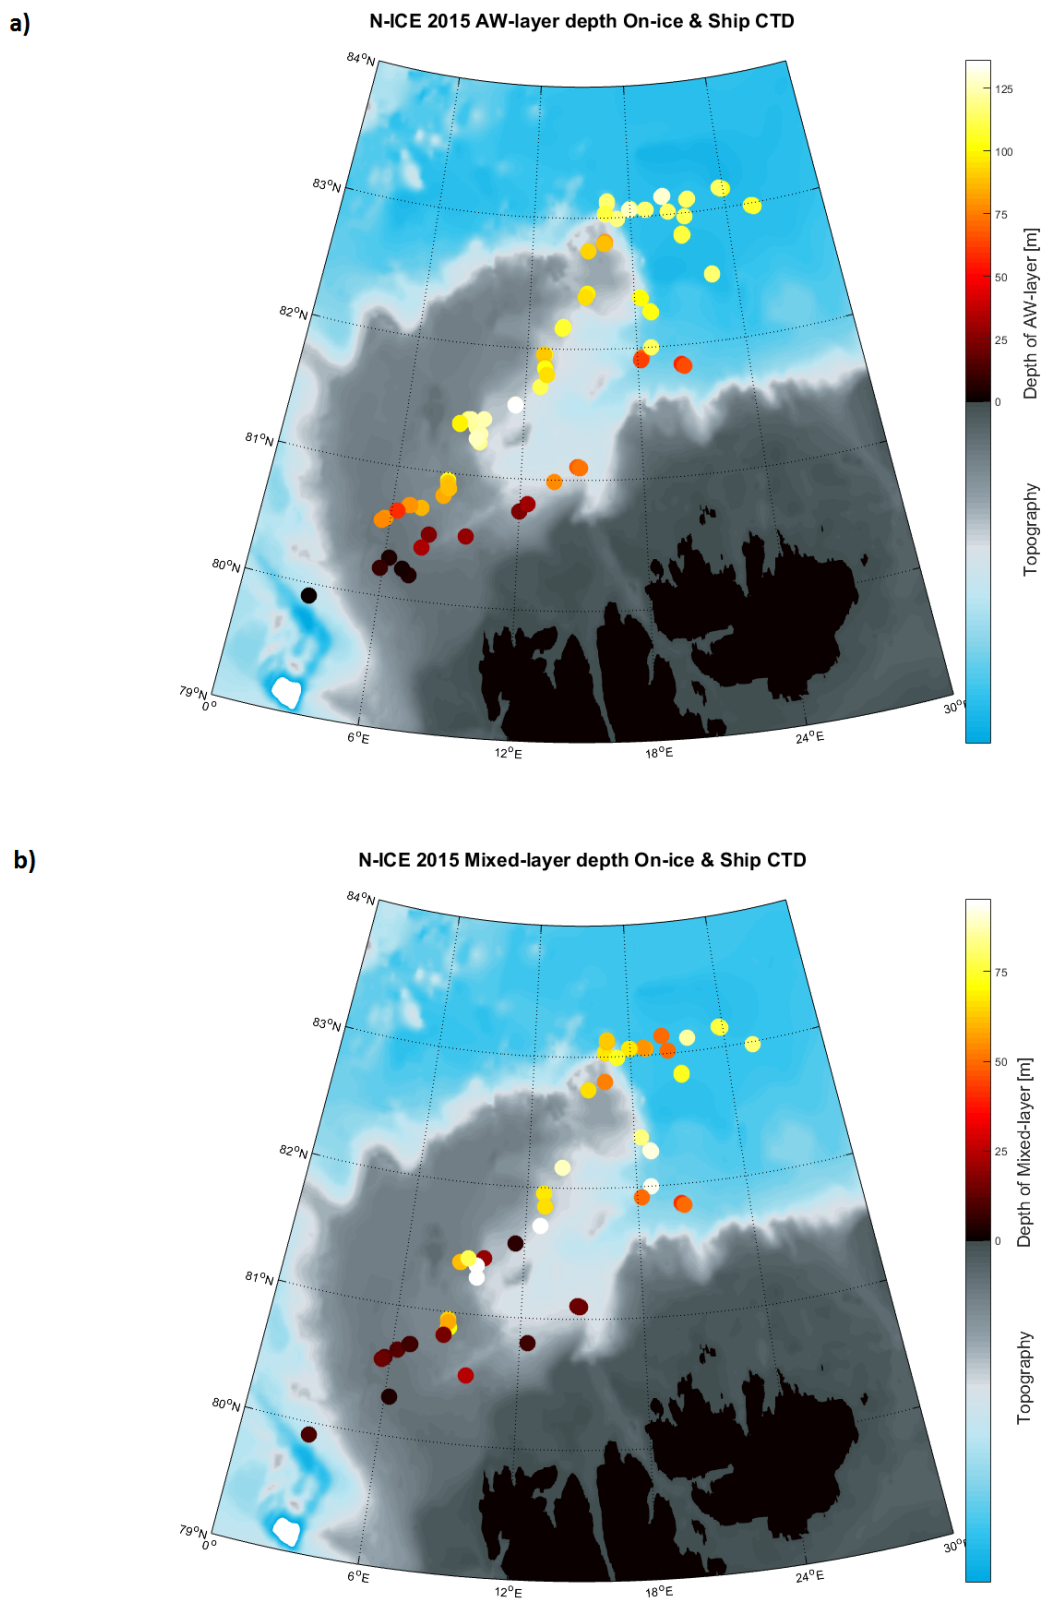 a)
N-ICE 2015 AW-layer depth On-ice & Ship CTD
84°N
83°N
82°N
81°N
80°N
79°N
0°
6°E
12°E
18°E
24°E
30°
125
100
75
50
25
0
Depth of AW-layer [m]
Topography
b)
N-ICE 2015 Mixed-layer depth On-ice & Ship CTD
84°N
83°N
82°N
81°N
80°N
79°N
0°
6°E
12°E
18°E
24°E
30°
75
50
25
0
Depth of Mixed-layer [m]
Topography